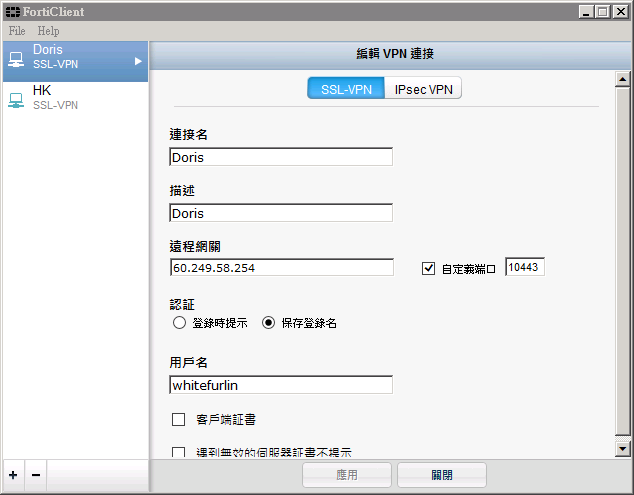 FortiClient
File Help
Doris
SSL-VPN
HK
SSL-VPN
編輯 VPN 連接
SSL-VPN IPsec VPN
連接名
Doris
描述
Doris
遠程網關
60.249.58.254 自定義端口 10443
認証
登錄時提示 保存登錄名
用戶名
whitefurlin
客戶端証書
遇到無效的伺服器証書不提示
應用 關閉